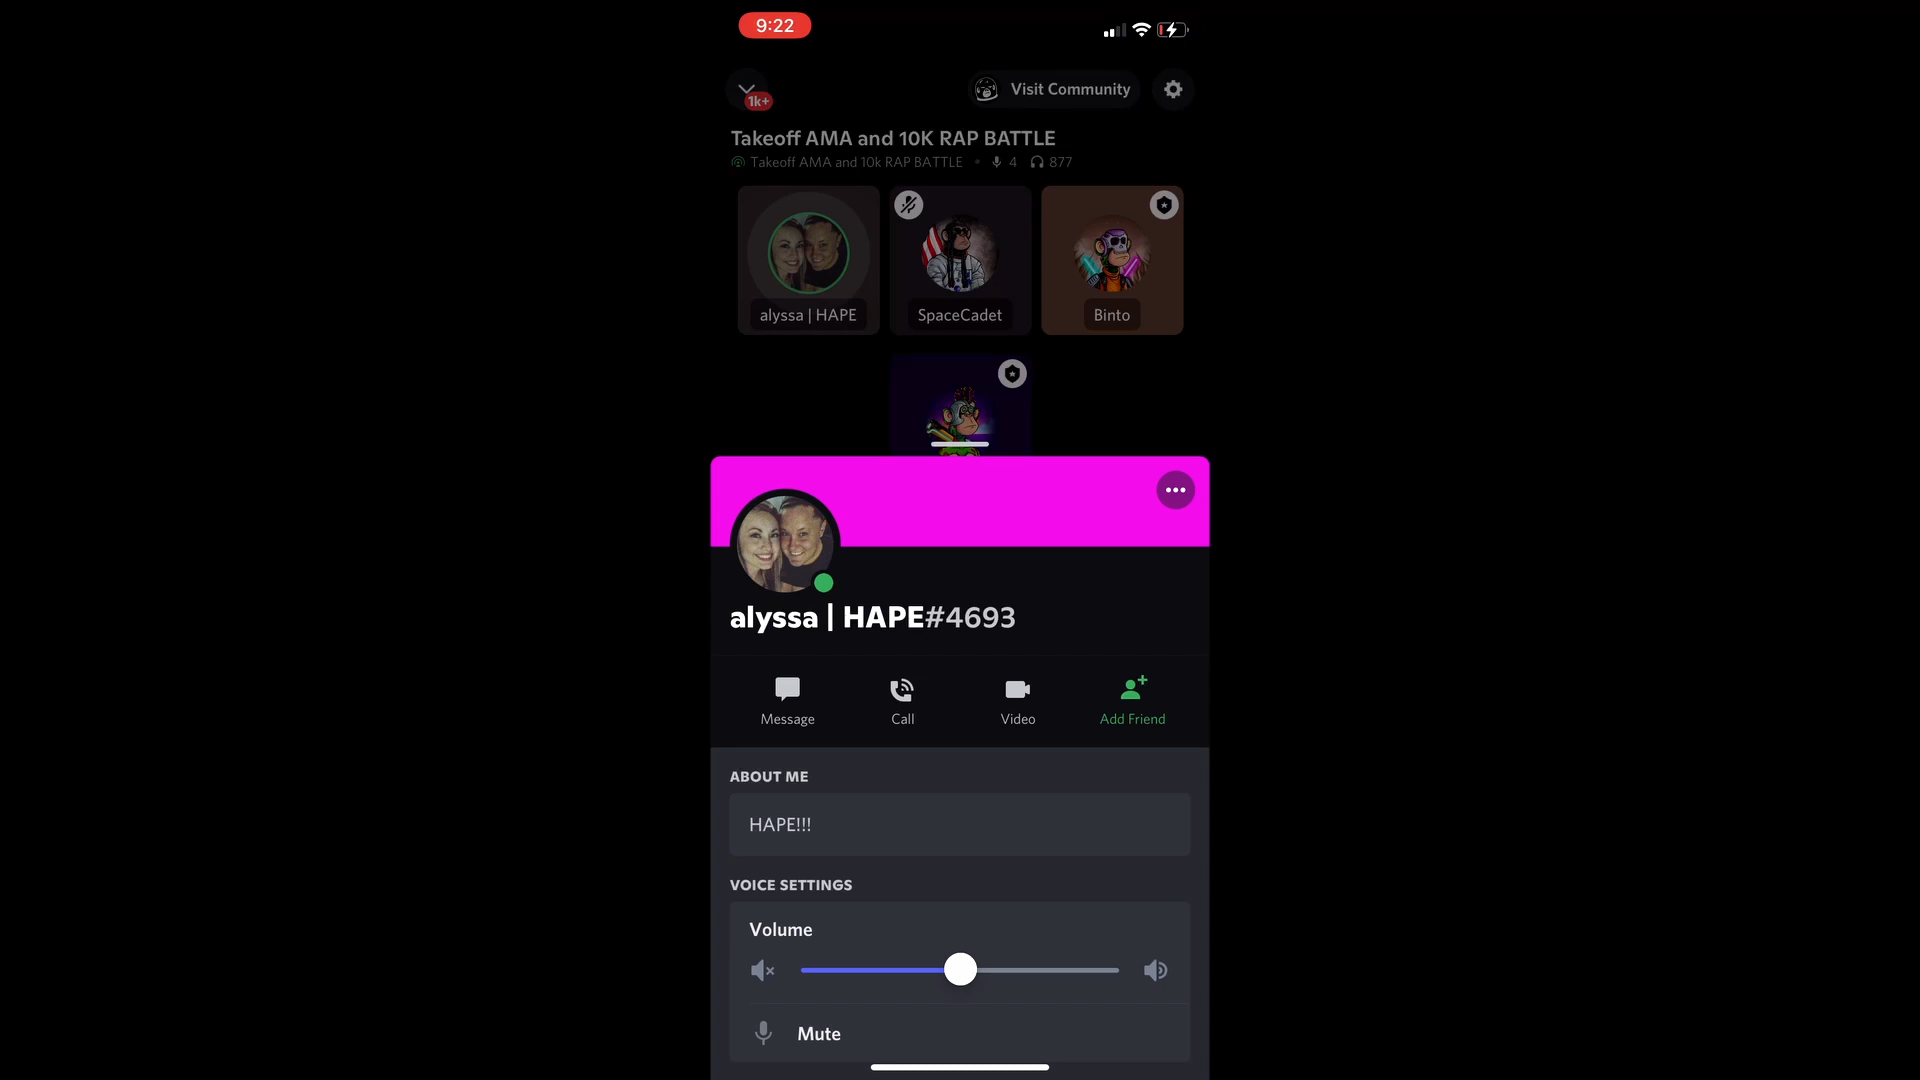 9:22
1k+
Visit Community
Takeoff AMA and 10K RAP BATTLE
Takeoff AMA and 10k RAP BATTLE • 4 877
alyssa | HAPE
SpaceCadet
Binto
alyssa | HAPE#4693
Message
Call
Video
Add Friend
ABOUT ME
HAPE!!!
VOICE SETTINGS
Volume
Mute